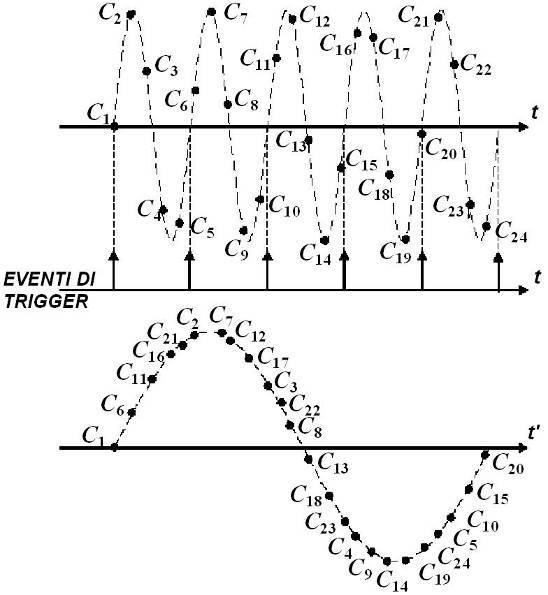 C2 C7 C12 C21
C16 C17
C11 C22
C3
C6 C8
C1 t
C13 C20
C15
C18
C4 C5 C10 C23 C24
C9 C14 C19
EVENTI DI t
TRIGGER
C2 C7
C21 C12
C16 C17
C11 C3
C6 C22
C8
C1 t'
C13 C20
C18 C15
C23 C10
C4 C5
C9 C24
C14 C19